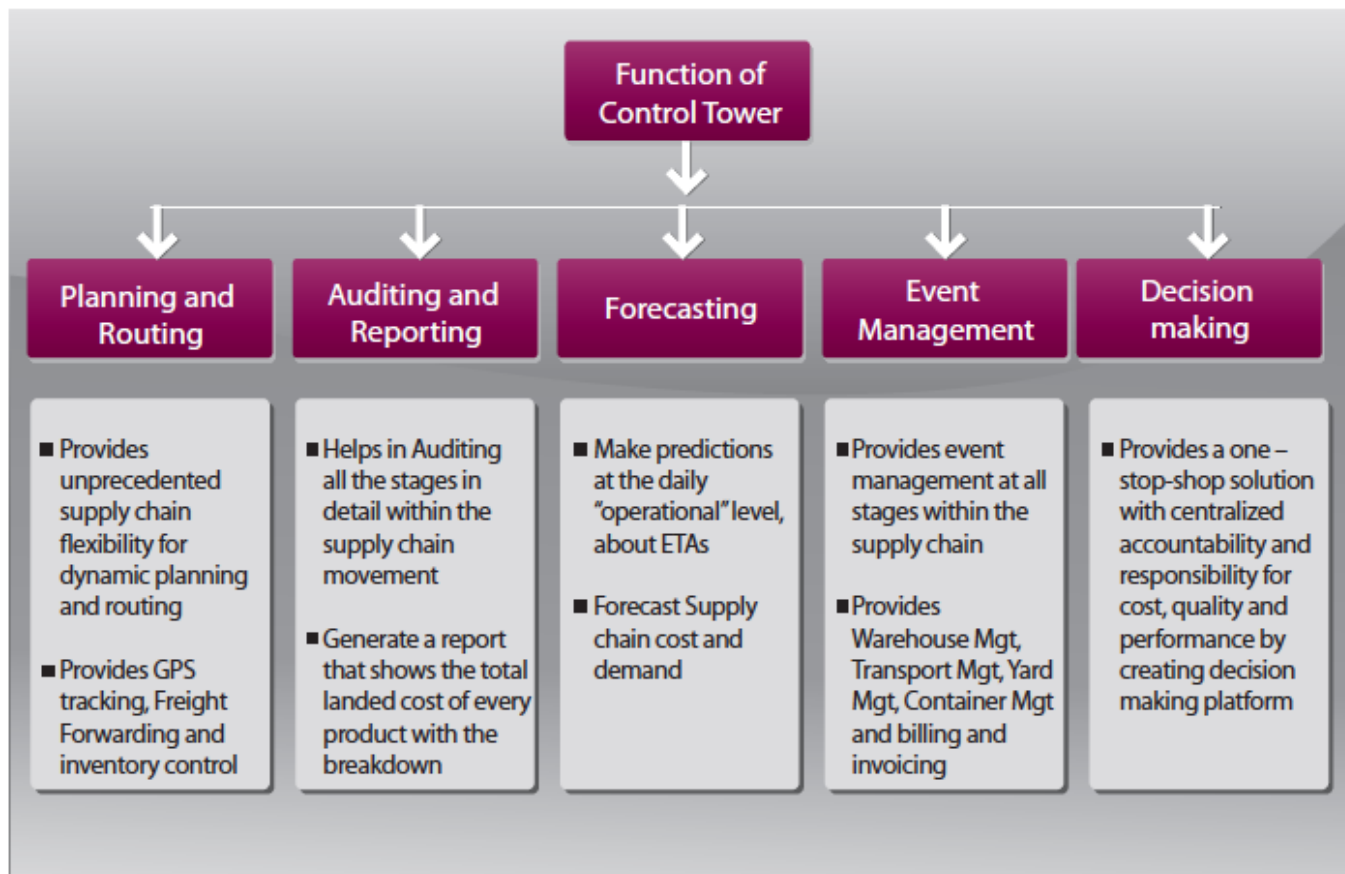 Function of
Control Tower
Planning and
Routing
Auditing and
Reporting
Forecasting
Event
Management
Decision
making
■ Provides
unprecedented
supply chain
flexibility for
dynamic planning
and routing
■ Provides GPS
tracking, Freight
Forwarding and
inventory control
■ Helps in Auditing
all the stages in
detail within the
supply chain
movement
■ Generate a report
that shows the total
landed cost of every
product with the
breakdown
■ Make predictions
at the daily
“operational” level,
about ETAs
■ Forecast Supply
chain cost and
demand
■ Provides event
management at all
stages within the
supply chain
■ Provides
Warehouse Mgt,
Transport Mgt, Yard
Mgt, Container Mgt
and billing and
invoicing
■ Provides a one –
stop-shop solution
with centralized
accountability and
responsibility for
cost, quality and
performance by
creating decision
making platform